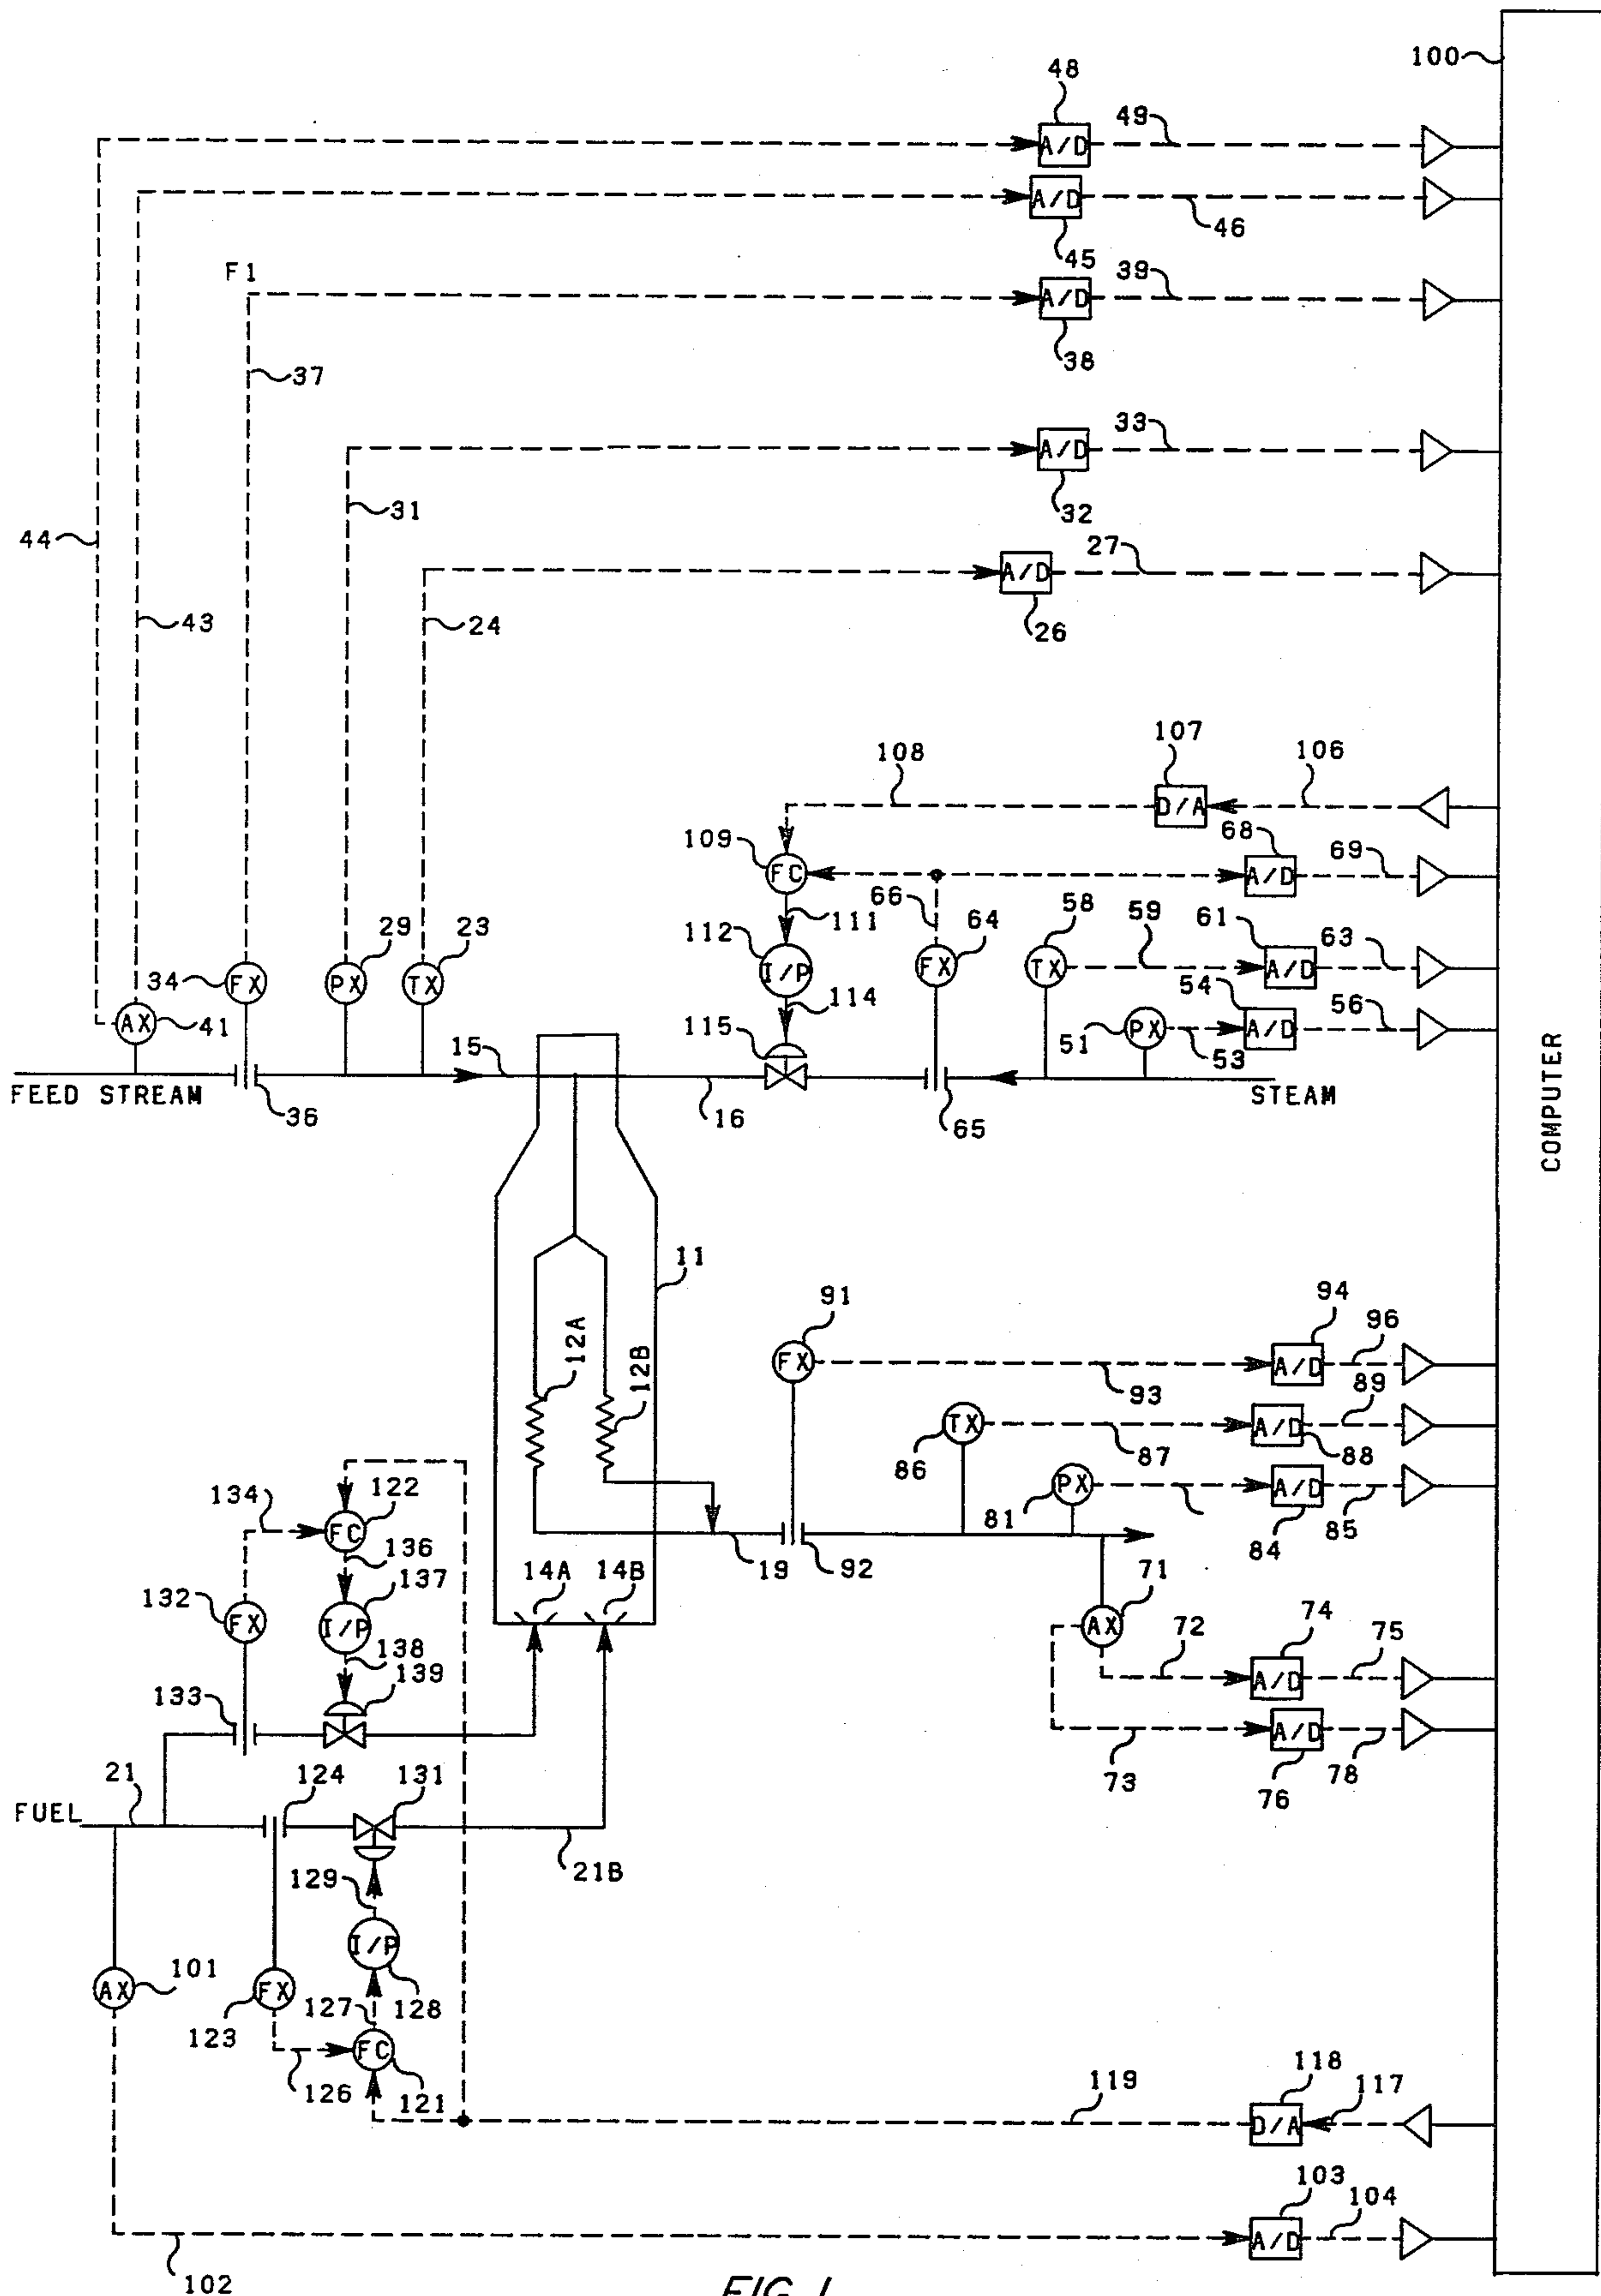 100
48
A/D
49
A/D
46
45
F1
39
A/D
38
37
33
A/D
32
31
44
27
A/D
26
43
24
107
106
108
D/A
68
69
109
FC
A/D
66
111
64
58
59
61
63
112
I/P
FX
TX
A/D
29
23
34
FX
PX
TX
114
54
56
AX
41
115
51
PX
53
A/D
15
FEED STREAM
36
16
65
STEAM
COMPUTER
11
12A
12B
91
94
96
FX
A/D
93
89
TX
A/D
86
87
88
122
134
FC
PX
A/D
81
84
85
136
19
92
132
FX
137
I/P
14A
14B
71
AX
72
74
75
138
139
A/D
133
A/D
73
76
78
21
124
131
FUEL
21B
129
I/P
101
AX
FX
127
128
123
FC
126
121
119
118
117
D/A
103
104
A/D
102
FIG. 1